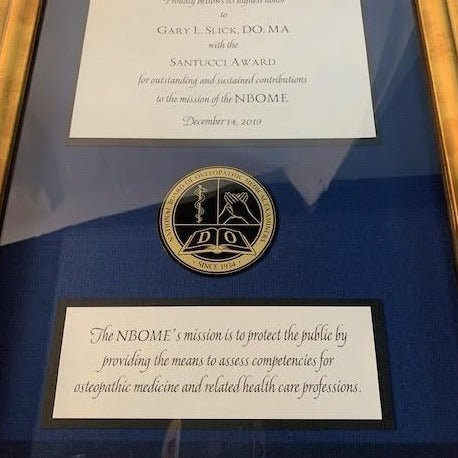 Proudly bestows its highest honor
to
GARY L. SLICK, DO, MA
with the
SANTUCCI AWARD
for outstanding and sustained contributions
to the mission of the NBOME
December 14, 2019
NATIONAL BOARD OF OSTEOPATHIC MEDICAL EXAMINERS
D O
• SINCE 1934 •
The NBOME's mission is to protect the public by
providing the means to assess competencies for
osteopathic medicine and related health care professions.